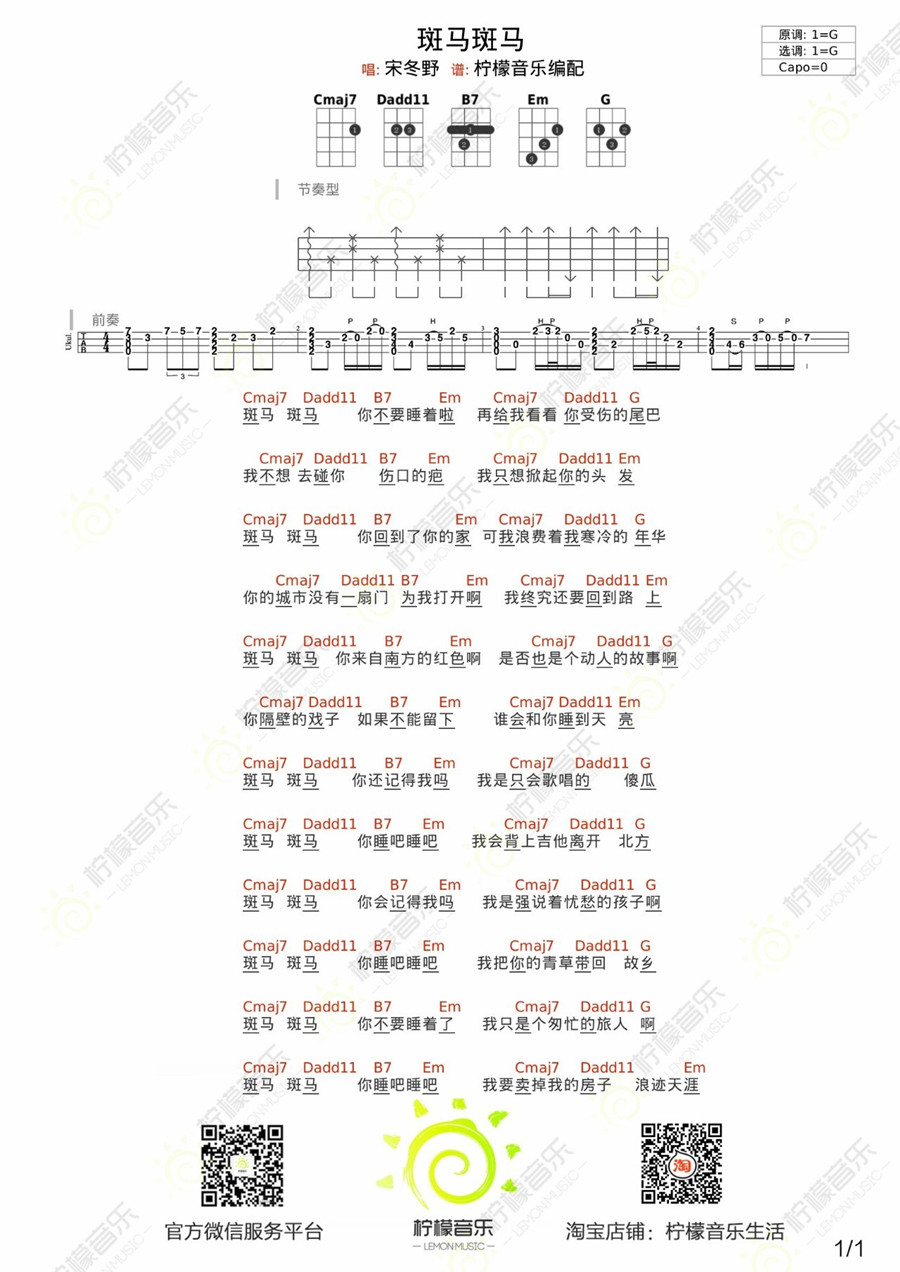 斑马斑马
唱: 宋冬野 谱: 柠檬音乐编配
原调: 1=G
选调: 1=G
Capo=0
Cmaj7 Dadd11 B7 Em G
节奏型
前奏
Cmaj7 Dadd11 B7 Em Cmaj7 Dadd11 G
斑马 斑马 你不要睡着啦 再给我看看 你受伤的尾巴
Cmaj7 Dadd11 B7 Em Cmaj7 Dadd11 Em
我不想 去碰你 伤口的疤 我只想掀起你的头 发
Cmaj7 Dadd11 B7 Em Cmaj7 Dadd11 G
斑马 斑马 你回到了你的家 可我浪费着我寒冷的 年华
Cmaj7 Dadd11 B7 Em Cmaj7 Dadd11 Em
你的城市没有一扇门 为我打开啊 我终究还要回到路 上
Cmaj7 Dadd11 B7 Em Cmaj7 Dadd11 G
斑马 斑马 你来自南方的红色啊 是否也是个动人的故事啊
Cmaj7 Dadd11 B7 Em Cmaj7 Dadd11 Em
你隔壁的戏子 如果不能留下 谁会和你睡到天 亮
Cmaj7 Dadd11 B7 Em Cmaj7 Dadd11 G
斑马 斑马 你还记得我吗 我是只会歌唱的 傻瓜
Cmaj7 Dadd11 B7 Em Cmaj7 Dadd11 G
斑马 斑马 你睡吧睡吧 我会背上吉他离开 北方
Cmaj7 Dadd11 B7 Em Cmaj7 Dadd11 G
斑马 斑马 你会记得我吗 我是强说着忧愁的孩子啊
Cmaj7 Dadd11 B7 Em Cmaj7 Dadd11 G
斑马 斑马 你睡吧睡吧 我把你的青草带回 故乡
Cmaj7 Dadd11 B7 Em Cmaj7 Dadd11 G
斑马 斑马 你不要睡着了 我只是个匆忙的旅人 啊
Cmaj7 Dadd11 B7 Em Cmaj7 Dadd11 Em
斑马 斑马 你睡吧睡吧 我要卖掉我的房子 浪迹天涯
淘
官方微信服务平台
柠檬音乐
LEMON MUSIC
淘宝店铺：柠檬音乐生活
1/1